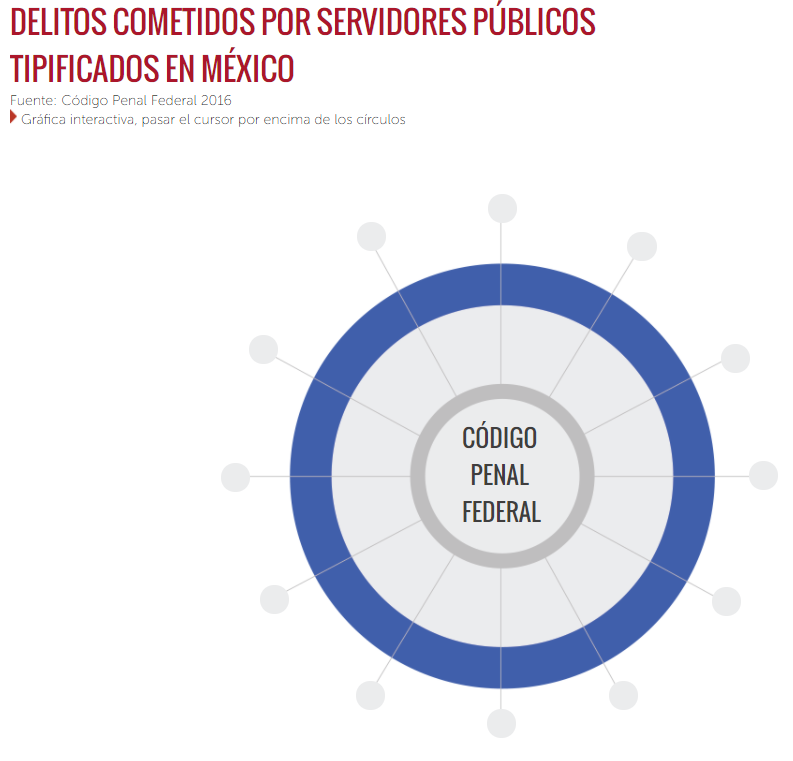 DELITOS COMETIDOS POR SERVIDORES PÚBLICOS
TIPIFICADOS EN MÉXICO
Fuente: Código Penal Federal 2016
Gráfica interactiva, pasar el cursor por encima de los círculos
CÓDIGO
PENAL
FEDERAL